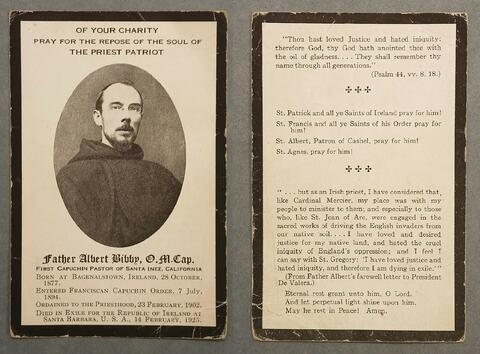 OF YOUR CHARITY
PRAY FOR THE REPOSE OF THE SOUL OF
THE PRIEST PATRIOT
Father Albert Bibby, O.M.Cap.
FIRST CAPUCHIN PASTOR OF SANTA INEZ, CALIFORNIA
BORN AT BAGENALSTOWN, IRELAND, 28 OCTOBER,
1877.
ENTERED FRANCISCAN CAPUCHIN ORDER, 7 JULY,
1894.
ORDAINED TO THE PRIESTHOOD, 23 FEBRUARY, 1902.
DIED IN EXILE FOR THE REPUBLIC OF IRELAND AT
SANTA BARBARA, U. S. A., 14 FEBRUARY, 1925.
"Thou hast loved Justice and hated iniquity;
therefore God, thy God hath anointed thee with
the oil of gladness. . . . They shall remember thy
name through all generations."
(Psalm 44, vv. 8. 18.)
St. Patrick and all ye Saints of Ireland pray for him!
St. Francis and all ye Saints of his Order pray for
him!
St. Albert, Patron of Cashel, pray for him!
St. Agnes, pray for him!
" . . . but as an Irish priest, I have considered that,
like Cardinal Mercier, my place was with my
people to minister to them; and especially to those
who, like St. Joan of Arc, were engaged in the
sacred works of driving the English invaders from
our native soil. . . . I have loved and desired
justice for my native land, and hated the cruel
iniquity of England's oppression; and I feel I
can say with St. Gregory: 'I have loved justice and
hated iniquity, and therefore I am dying in exile.'"
(From Father Albert's farewell letter to President
De Valera.)
Eternal rest grant unto him, O Lord.
And let perpetual light shine upon him.
May he rest in Peace! Amen.